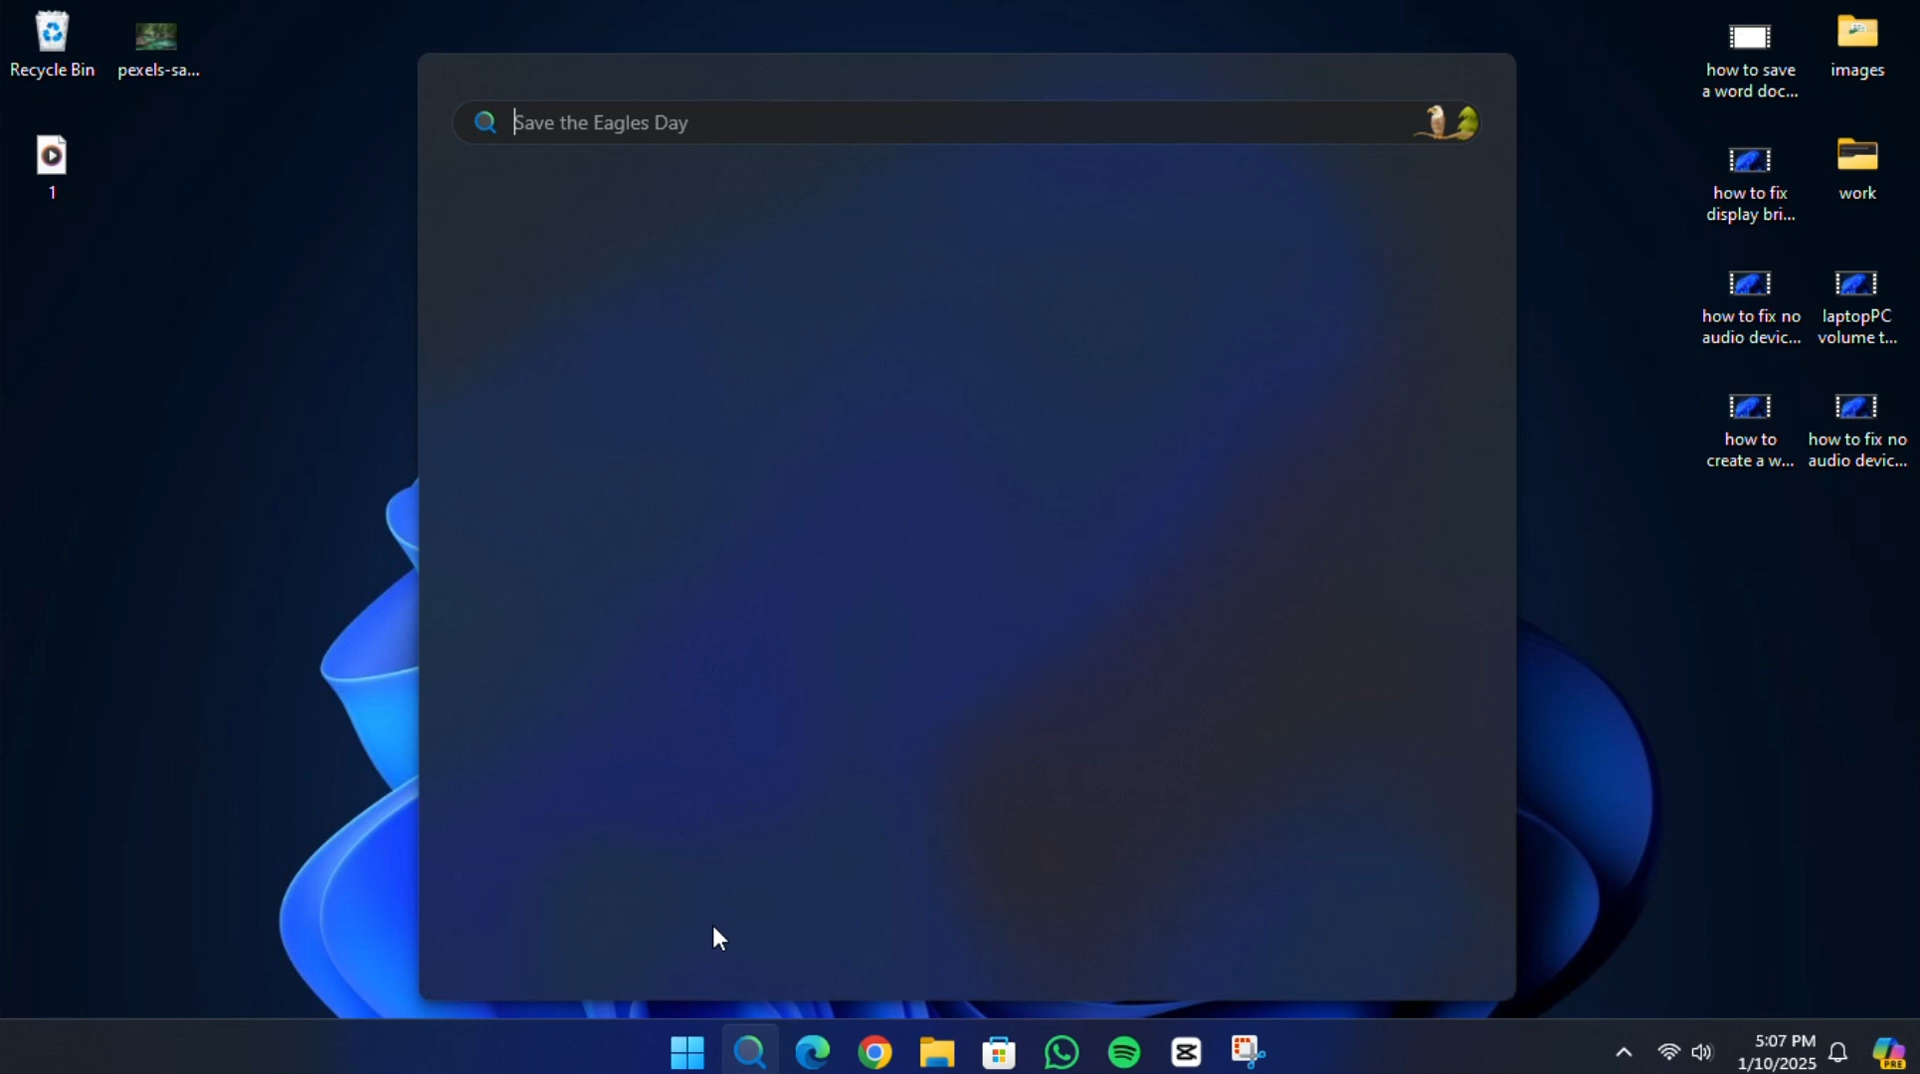 Recycle Bin
pexels-sa...
1
Save the Eagles Day
how to save
a word doc...
images
how to fix
display bri...
work
how to fix no
audio devic...
laptopPC
volume t...
how to
create a w...
how to fix no
audio devic...
5:07 PM
1/10/2025
PRE